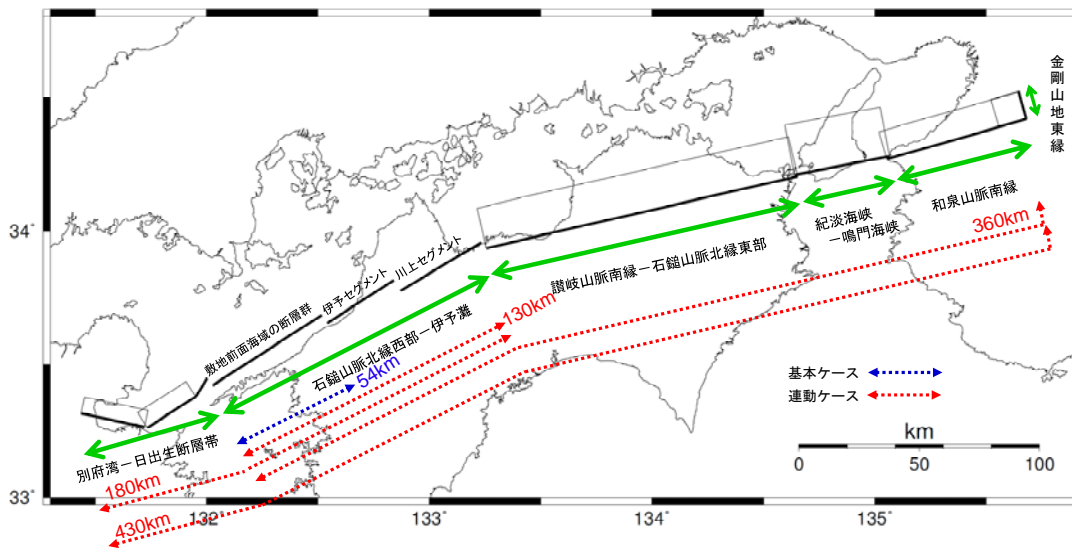 金剛山地東縁
和泉山脈南縁
紀淡海峡
－鳴門海峡
360km
34°
讃岐山脈南縁－石鎚山脈北縁東部
川上セグメント
伊予セグメント
敷地前面海域の断層群
130km
石鎚山脈北縁西部－伊予灘
54km
基本ケース
連動ケース
別府湾－日出生断層帯
km
0 50 100
180km
33°
430km
132°
133°
134°
135°